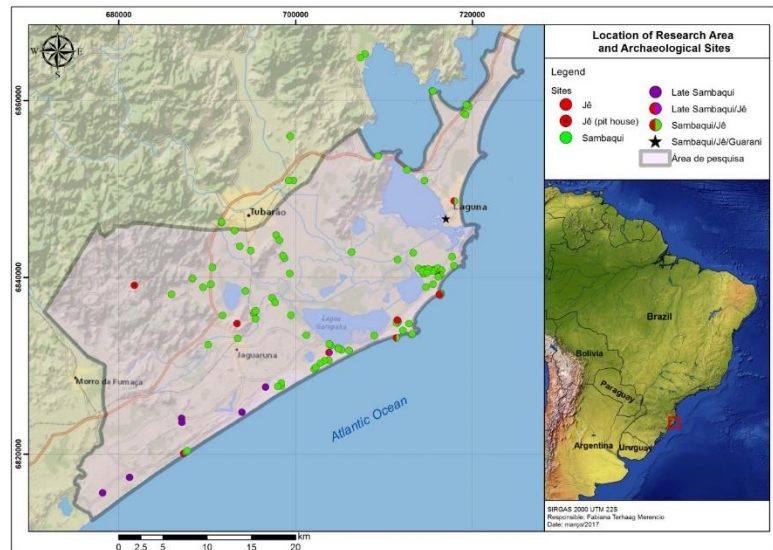 680000
700000
720000
6860000
6840000
6820000
N
W
E
S
Tubarão
Laguna
Lagoa
Garopaba
Jaguaruna
Morro da Fumaça
Atlantic Ocean
0
2.5
5
10
15
20
km
Location of Research Area
and Archaeological Sites
Legend
Sites
Jê
Jê (pit house)
Sambaqui
Late Sambaqui
Late Sambaqui/Jê
Sambaqui/Jê
Sambaqui/Jê/Guarani
Área de pesquisa
Brazil
Bolivia
Paraguay
Argentina
Uruguay
SIRGAS 2000 UTM 22S
Responsible: Fabiana Terhaag Merencio
Date: março/2017